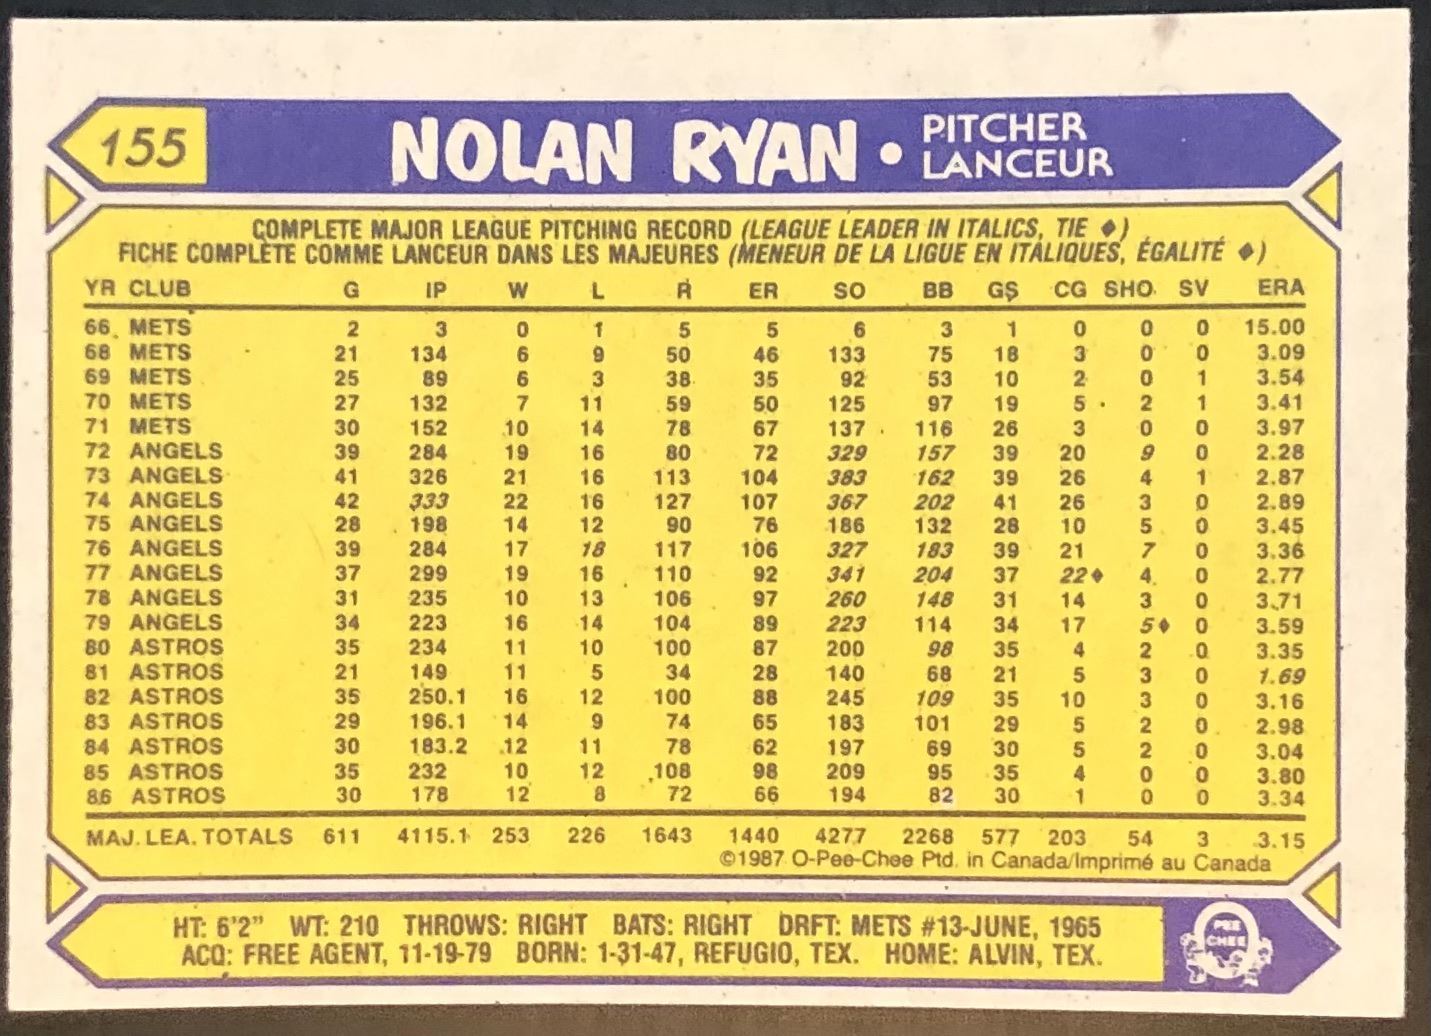 155
NOLAN RYAN • PITCHER
LANCEUR
COMPLETE MAJOR LEAGUE PITCHING RECORD (LEAGUE LEADER IN ITALICS, TIE ♦)
FICHE COMPLÈTE COMME LANCEUR DANS LES MAJEURES (MENEUR DE LA LIGUE EN ITALIQUES, ÉGALITÉ ♦)
YR CLUB G IP W L R ER SO BB GS CG SHO SV ERA
66 METS 2 3 0 1 5 5 6 3 1 0 0 0 15.00
68 METS 21 134 6 9 50 46 133 75 18 3 0 0 3.09
69 METS 25 89 6 3 38 35 92 53 10 2 0 1 3.54
70 METS 27 132 7 11 59 50 125 97 19 5 2 1 3.41
71 METS 30 152 10 14 78 67 137 116 26 3 0 0 3.97
72 ANGELS 39 284 19 16 80 72 329 157 39 20 9 0 2.28
73 ANGELS 41 326 21 16 113 104 383 162 39 26 4 1 2.87
74 ANGELS 42 333 22 16 127 107 367 202 41 26 3 0 2.89
75 ANGELS 28 198 14 12 90 76 186 132 28 10 5 0 3.45
76 ANGELS 39 284 17 18 117 106 327 183 39 21 7 0 3.36
77 ANGELS 37 299 19 16 110 92 341 204 37 22♦ 4 0 2.77
78 ANGELS 31 235 10 13 106 97 260 148 31 14 3 0 3.71
79 ANGELS 34 223 16 14 104 89 223 114 34 17 5♦ 0 3.59
80 ASTROS 35 234 11 10 100 87 200 98 35 4 2 0 3.35
81 ASTROS 21 149 11 5 34 28 140 68 21 5 3 0 1.69
82 ASTROS 35 250.1 16 12 100 88 245 109 35 10 3 0 3.16
83 ASTROS 29 196.1 14 9 74 65 183 101 29 5 2 0 2.98
84 ASTROS 30 183.2 12 11 78 62 197 69 30 5 2 0 3.04
85 ASTROS 35 232 10 12 108 98 209 95 35 4 0 0 3.80
86 ASTROS 30 178 12 8 72 66 194 82 30 1 0 0 3.34
MAJ. LEA. TOTALS 611 4115.1 253 226 1643 1440 4277 2268 577 203 54 3 3.15
©1987 O-Pee-Chee Ptd. in Canada/Imprimé au Canada
HT: 6'2" WT: 210 THROWS: RIGHT BATS: RIGHT DRFT: METS #13-JUNE, 1965
ACQ: FREE AGENT, 11-19-79 BORN: 1-31-47, REFUGIO, TEX. HOME: ALVIN, TEX.
PEE
CHEE